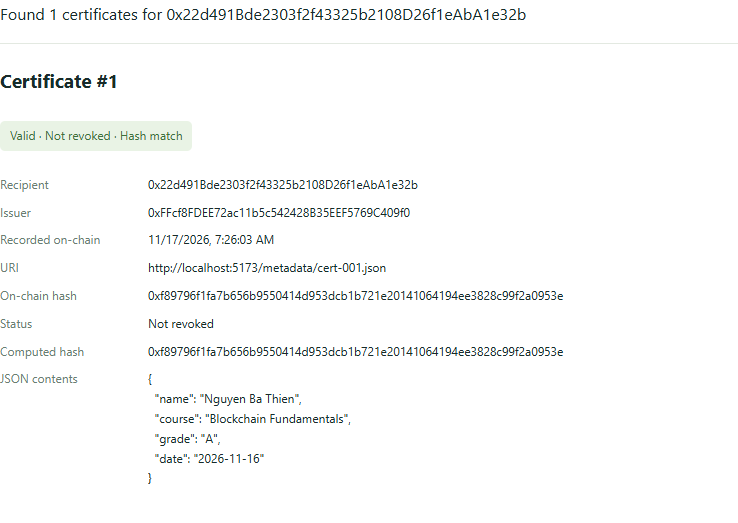 Found 1 certificates for 0x22d491Bde2303f2f43325b2108D26f1eAbA1e32b
Certificate #1
Valid · Not revoked · Hash match
Recipient 0x22d491Bde2303f2f43325b2108D26f1eAbA1e32b
Issuer 0xFFcf8FDEE72ac11b5c542428B35EEF5769C409f0
Recorded on-chain 11/17/2026, 7:26:03 AM
URI http://localhost:5173/metadata/cert-001.json
On-chain hash 0xf89796f1fa7b656b9550414d953dcb1b721e20141064194ee3828c99f2a0953e
Status Not revoked
Computed hash 0xf89796f1fa7b656b9550414d953dcb1b721e20141064194ee3828c99f2a0953e
JSON contents {
"name": "Nguyen Ba Thien",
"course": "Blockchain Fundamentals",
"grade": "A",
"date": "2026-11-16"
}